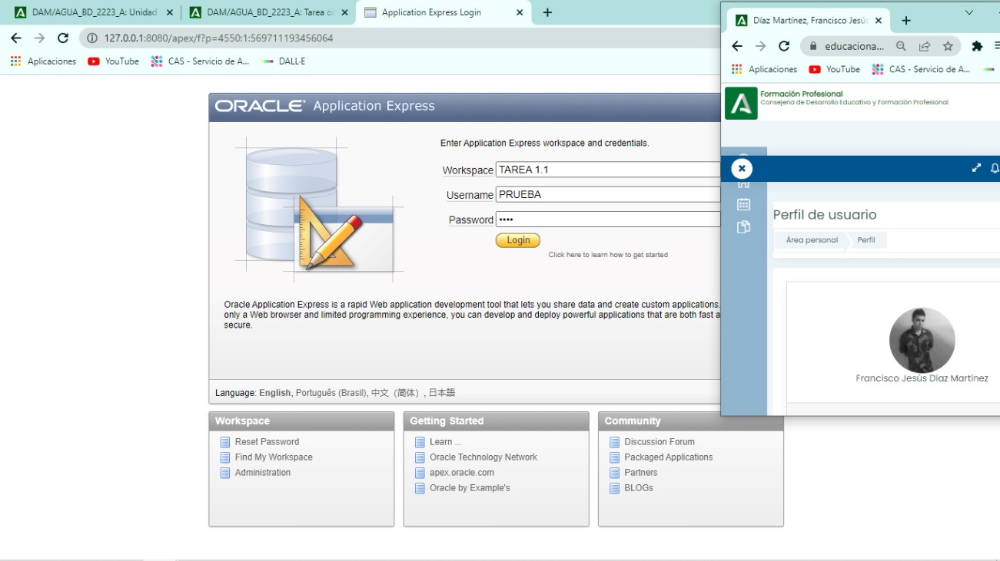 DAM/AGUA_BD_2223_A: Unidad
DAM/AGUA_BD_2223_A: Tarea on
Application Express Login
127.0.0.1:8080/apex/f?p=4550:1:569711193456064
Aplicaciones
YouTube
CAS - Servicio de A...
DALL·E
ORACLE Application Express
Enter Application Express workspace and credentials.
Workspace TAREA 1.1
Username PRUEBA
Password ••••
Login
Click here to learn how to get started
Oracle Application Express is a rapid Web application development tool that lets you share data and create custom applications.
only a Web browser and limited programming experience, you can develop and deploy powerful applications that are both fast a
secure.
Language: English, Português (Brasil), 中文（简体）, 日本語
Workspace
Reset Password
Find My Workspace
Administration
Getting Started
Learn ...
Oracle Technology Network
apex.oracle.com
Oracle by Example's
Community
Discussion Forum
Packaged Applications
Partners
BLOGs
Díaz Martínez, Francisco Jesús
educaciona...
Aplicaciones
YouTube
CAS - Servicio de A...
Formación Profesional
Consejería de Desarrollo Educativo y Formación Profesional
Perfil de usuario
Área personal
Perfil
Francisco Jesús Díaz Martínez